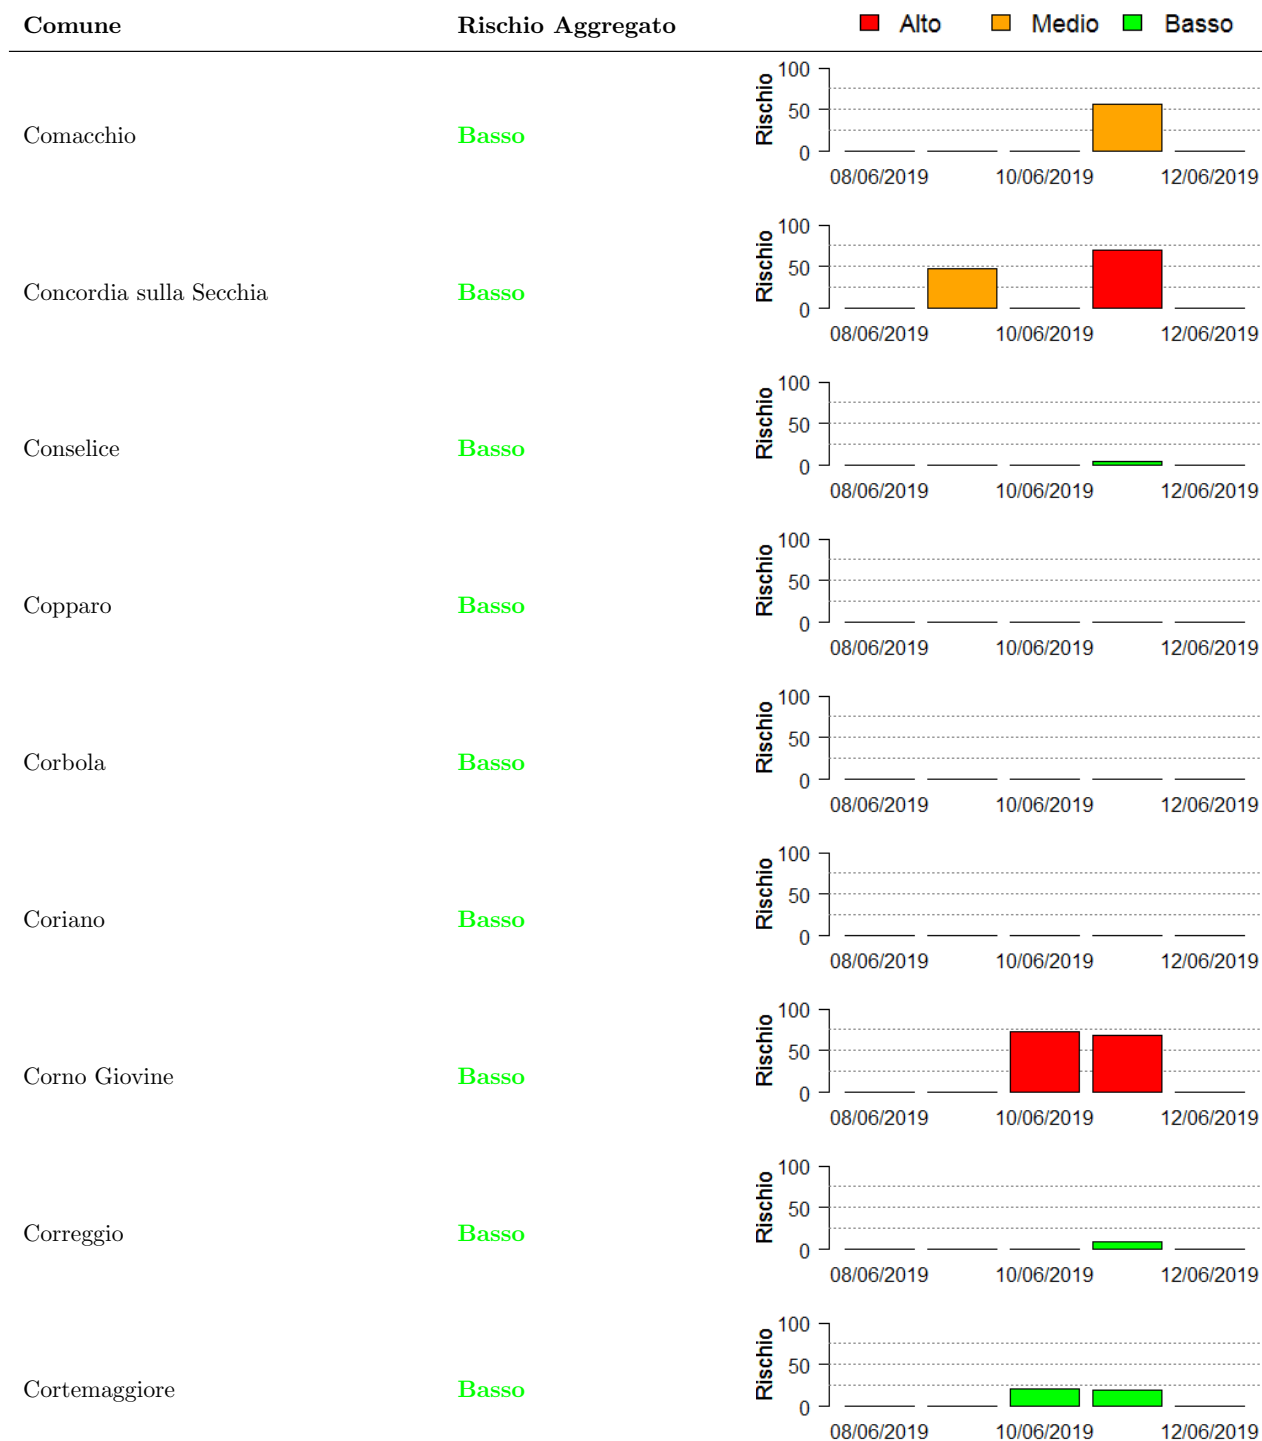 Comune Rischio Aggregato Alto Medio Basso
100
50
0
Rischio
Comacchio Basso
08/06/2019 10/06/2019 12/06/2019
100
50
0
Rischio
Concordia sulla Secchia Basso
08/06/2019 10/06/2019 12/06/2019
100
50
0
Rischio
Conselice Basso
08/06/2019 10/06/2019 12/06/2019
100
50
0
Rischio
Copparo Basso
08/06/2019 10/06/2019 12/06/2019
100
50
0
Rischio
Corbola Basso
08/06/2019 10/06/2019 12/06/2019
100
50
0
Rischio
Coriano Basso
08/06/2019 10/06/2019 12/06/2019
100
50
0
Rischio
Corno Giovine Basso
08/06/2019 10/06/2019 12/06/2019
100
50
0
Rischio
Correggio Basso
08/06/2019 10/06/2019 12/06/2019
100
50
0
Rischio
Cortemaggiore Basso
08/06/2019 10/06/2019 12/06/2019